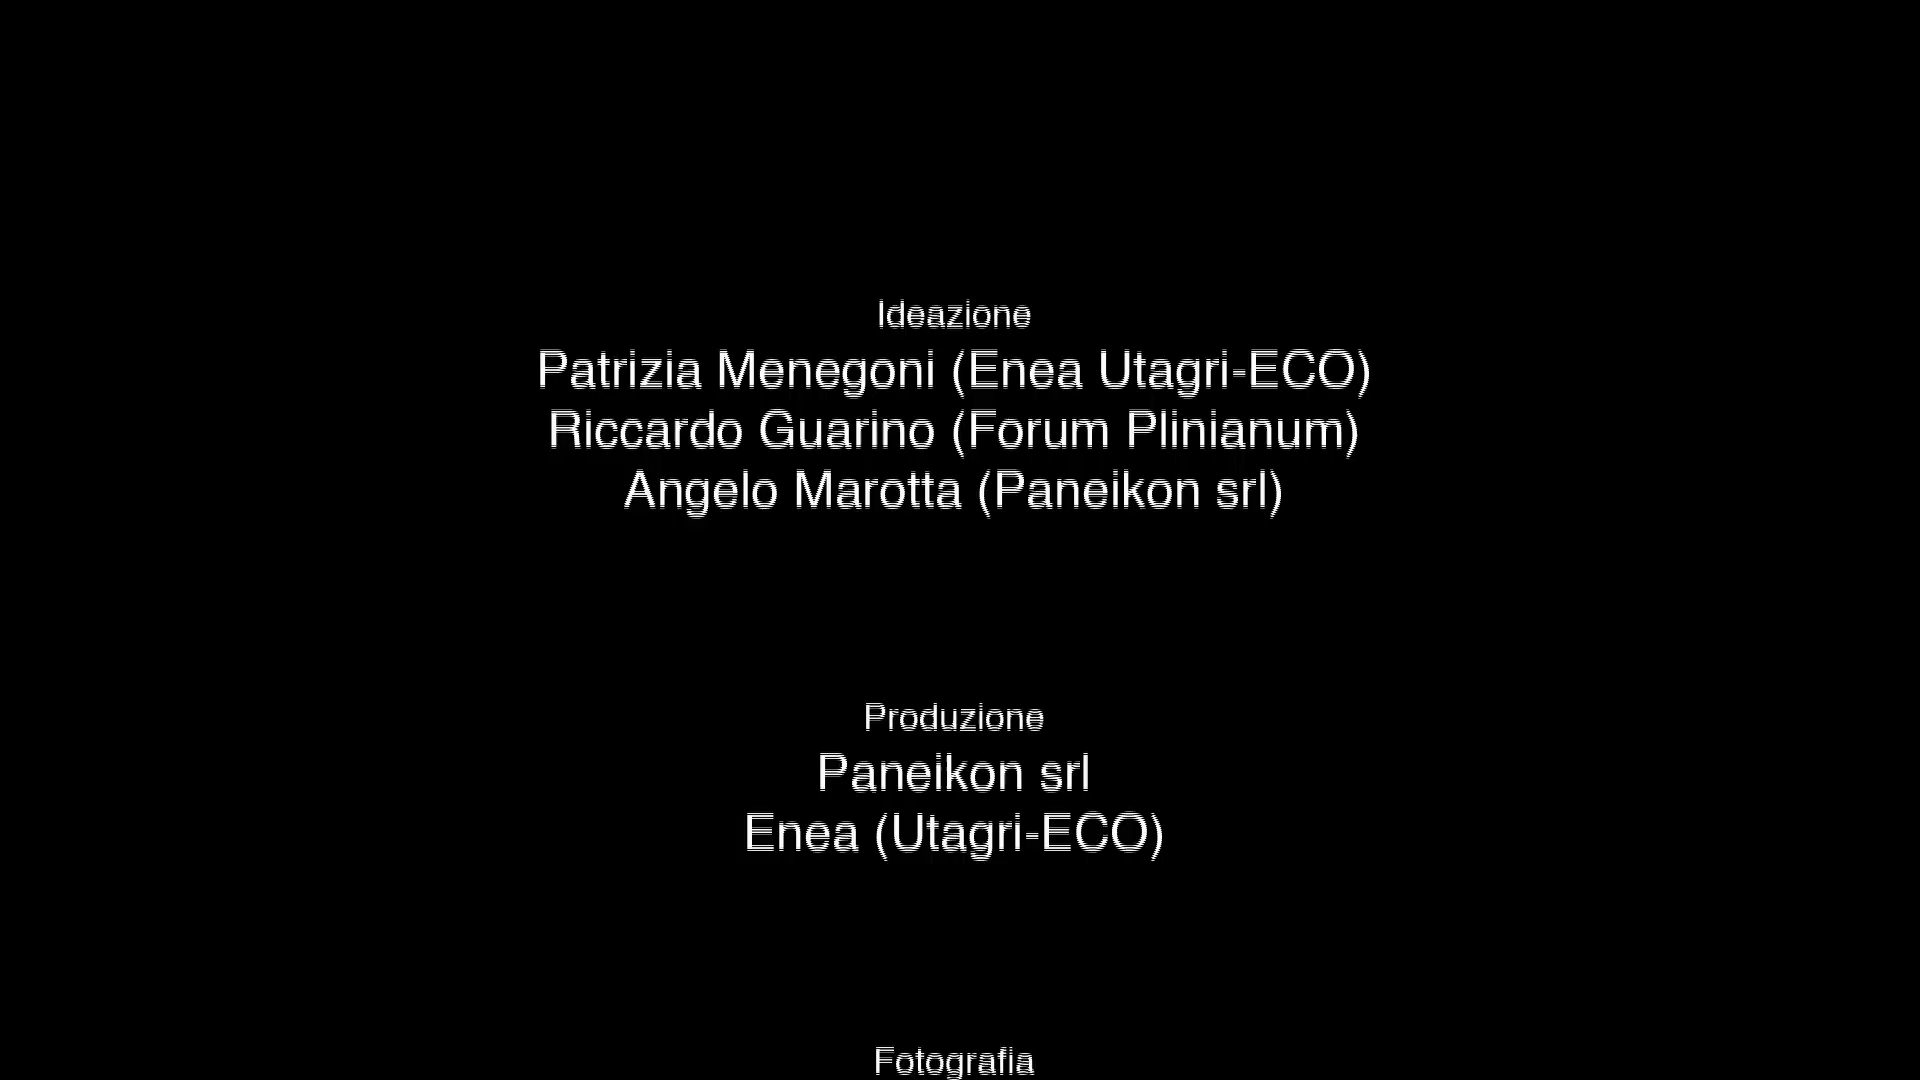 Ideazione
Patrizia Menegoni (Enea Utagri-ECO)
Riccardo Guarino (Forum Plinianum)
Angelo Marotta (Paneikon srl)
Produzione
Paneikon srl
Enea (Utagri-ECO)
Fotografia